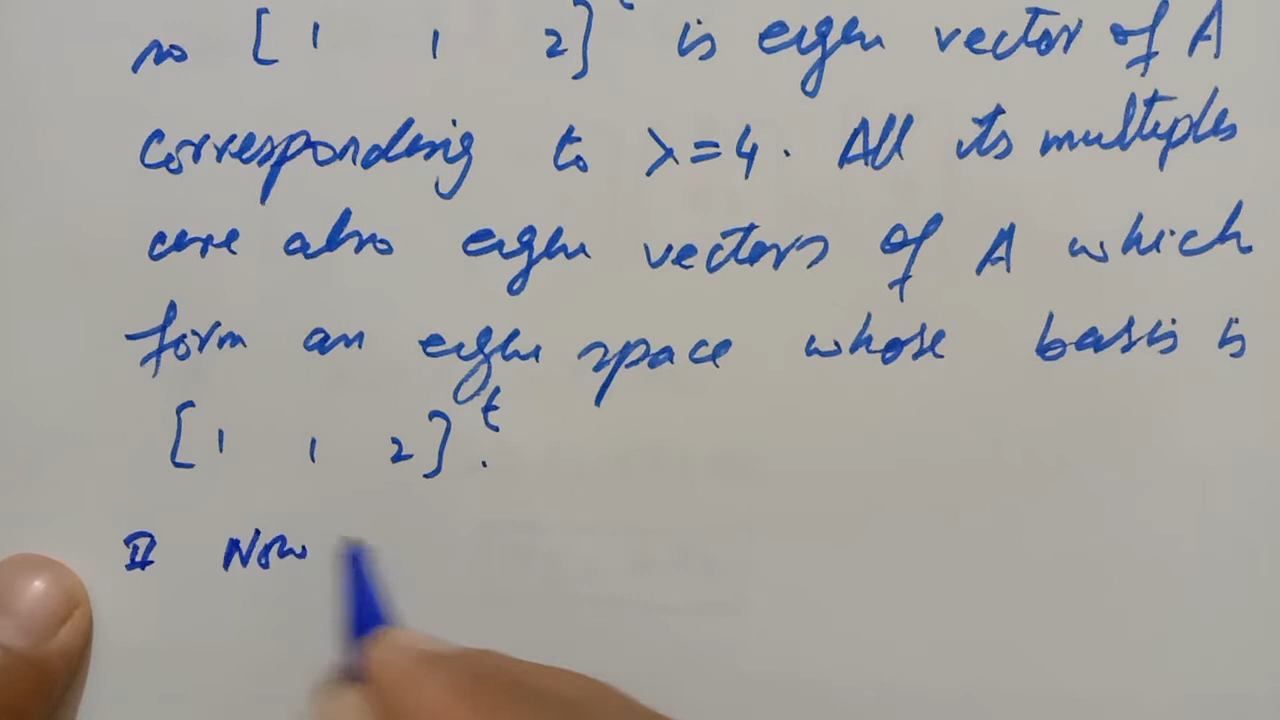 so [ 1 1 2 ]ᵗ is eigen vector of A
corresponding to λ=4. All its multiples
are also eigen vectors of A which
form an eigen space whose basis is
[ 1 1 2 ]ᵗ.
II Now